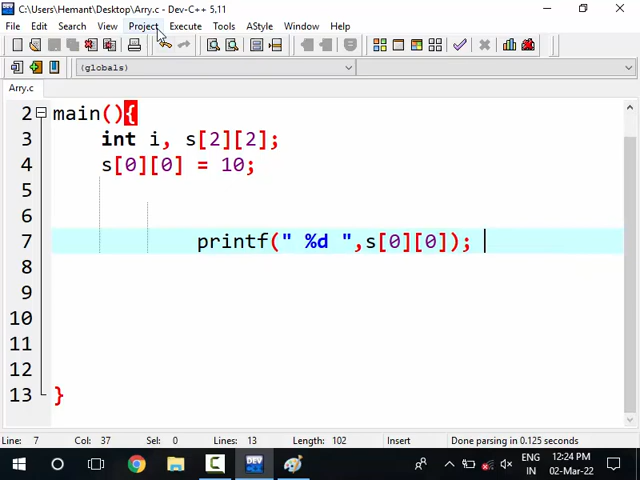 C:\Users\Hemant\Desktop\Arry.c - Dev-C++ 5.11
File Edit Search View Project Execute Tools AStyle Window Help
(globals)
Arry.c
2 main(){
3 int i, s[2][2];
4 s[0][0] = 10;
5
6
7 printf(" %d ",s[0][0]);
8
9
10
11
12
13 }
Line: 7 Col: 37 Sel: 0 Lines: 13 Length: 102 Insert Done parsing in 0.125 seconds
ENG 12:24 PM
IN 02-Mar-22